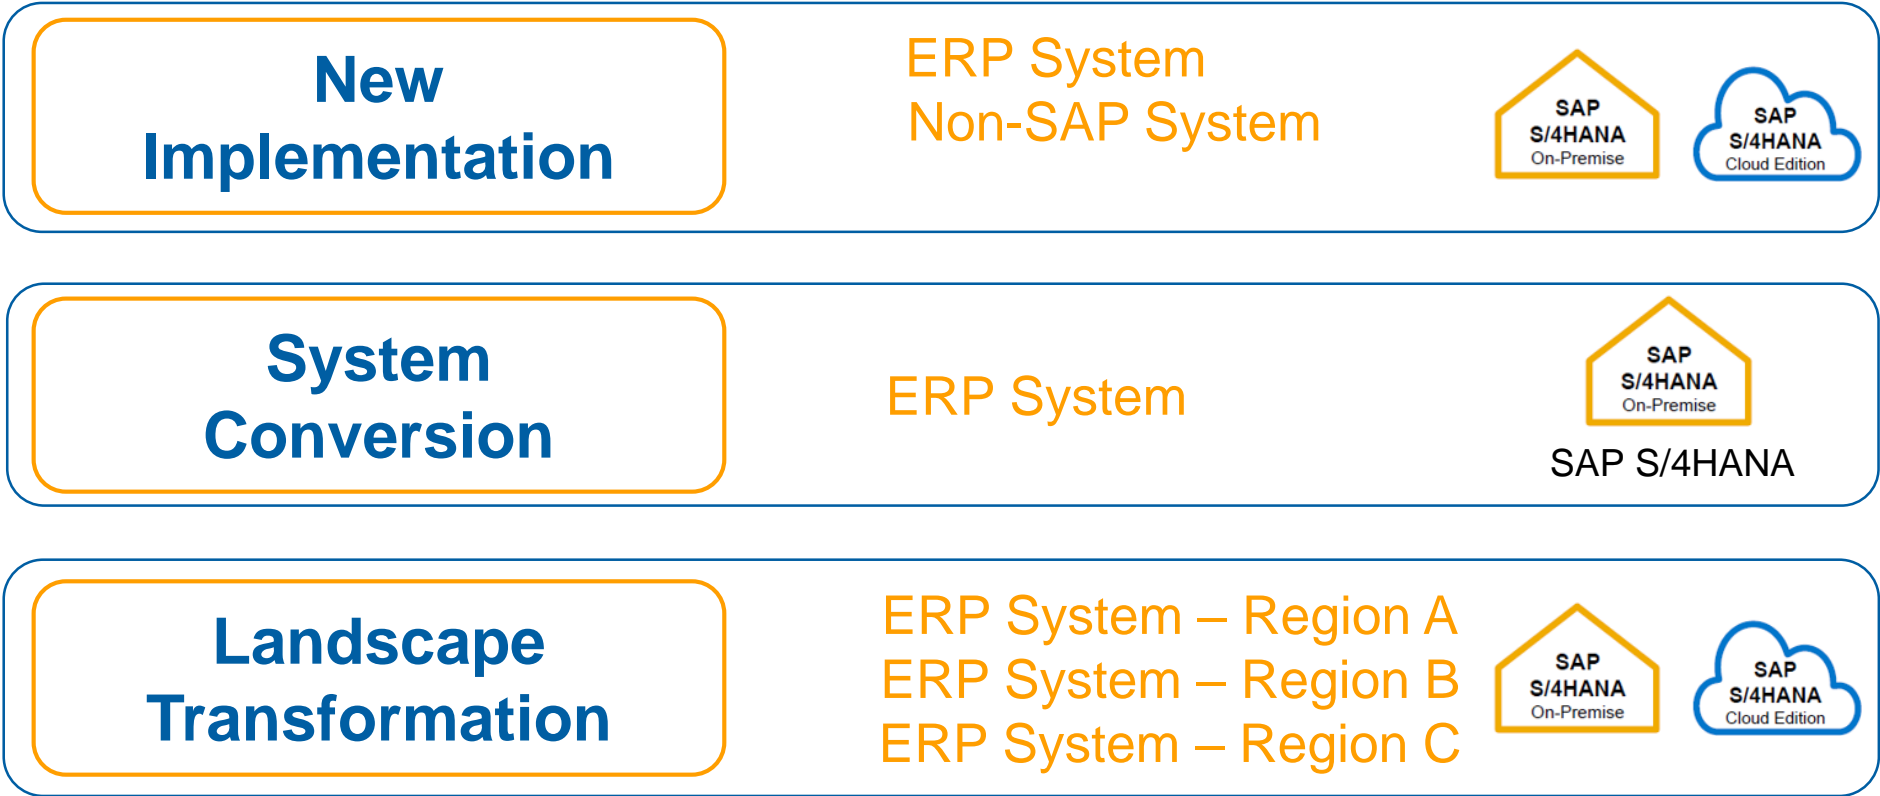 New
Implementation
ERP System
Non-SAP System
SAP
S/4HANA
On-Premise
SAP
S/4HANA
Cloud Edition
System
Conversion
ERP System
SAP
S/4HANA
On-Premise
SAP S/4HANA
Landscape
Transformation
ERP System – Region A
ERP System – Region B
ERP System – Region C
SAP
S/4HANA
On-Premise
SAP
S/4HANA
Cloud Edition